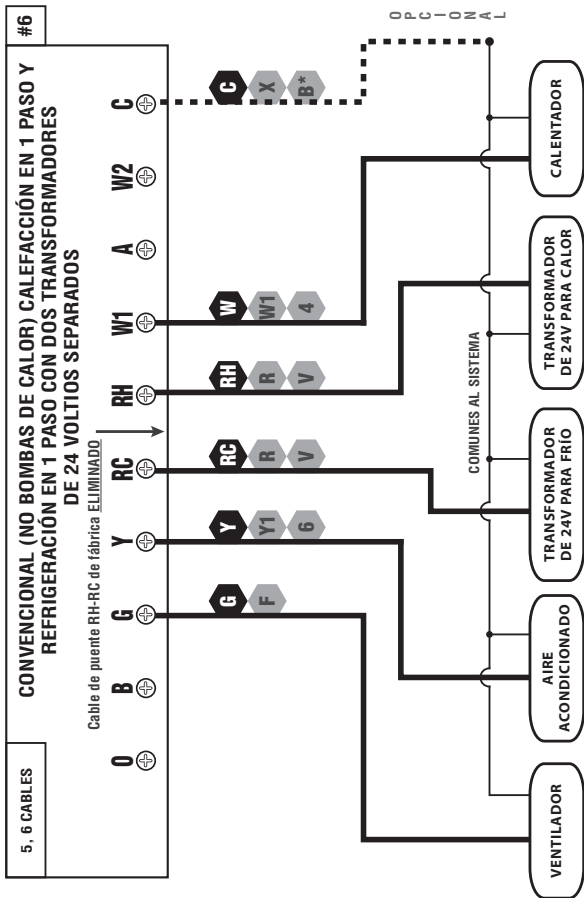 5, 6 CABLES
#6
CONVENCIONAL (NO BOMBAS DE CALOR) CALEFACCIÓN EN 1 PASO Y
REFRIGERACIÓN EN 1 PASO CON DOS TRANSFORMADORES
DE 24 VOLTIOS SEPARADOS
Cable de puente RH-RC de fábrica ELIMINADO
O B G Y RC RH W1 A W2 C
G Y RC RH W C
F Y1 R R W1 X
6 V V 4 B*
OPCIONAL
COMUNES AL SISTEMA
VENTILADOR
AIRE
ACONDICIONADO
TRANSFORMADOR
DE 24V PARA FRÍO
TRANSFORMADOR
DE 24V PARA CALOR
CALENTADOR